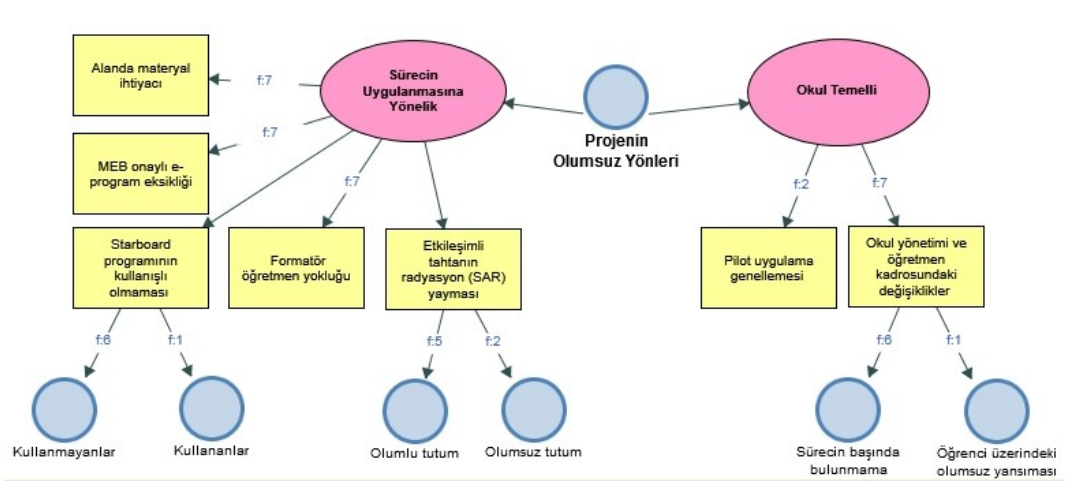 Alanda materyal
ihtiyacı
f:7
Sürecin
Uygulanmasına
Yönelik
Okul Temelli
f:7
Projenin
Olumsuz Yönleri
MEB onaylı e-
program eksikliği
f:7
f:2
f:7
Starboard
programının
kullanışlı
olmaması
Formatör
öğretmen yokluğu
Etkileşimli
tahtanın
radyasyon (SAR)
yayması
Pilot uygulama
genellemesi
Okul yönetimi ve
öğretmen
kadrosundaki
değişiklikler
f:6
f:1
f:5
f:2
f:6
f:1
Kullanmayanlar
Kullananlar
Olumlu tutum
Olumsuz tutum
Sürecin başında
bulunmama
Öğrenci üzerindeki
olumsuz yansıması